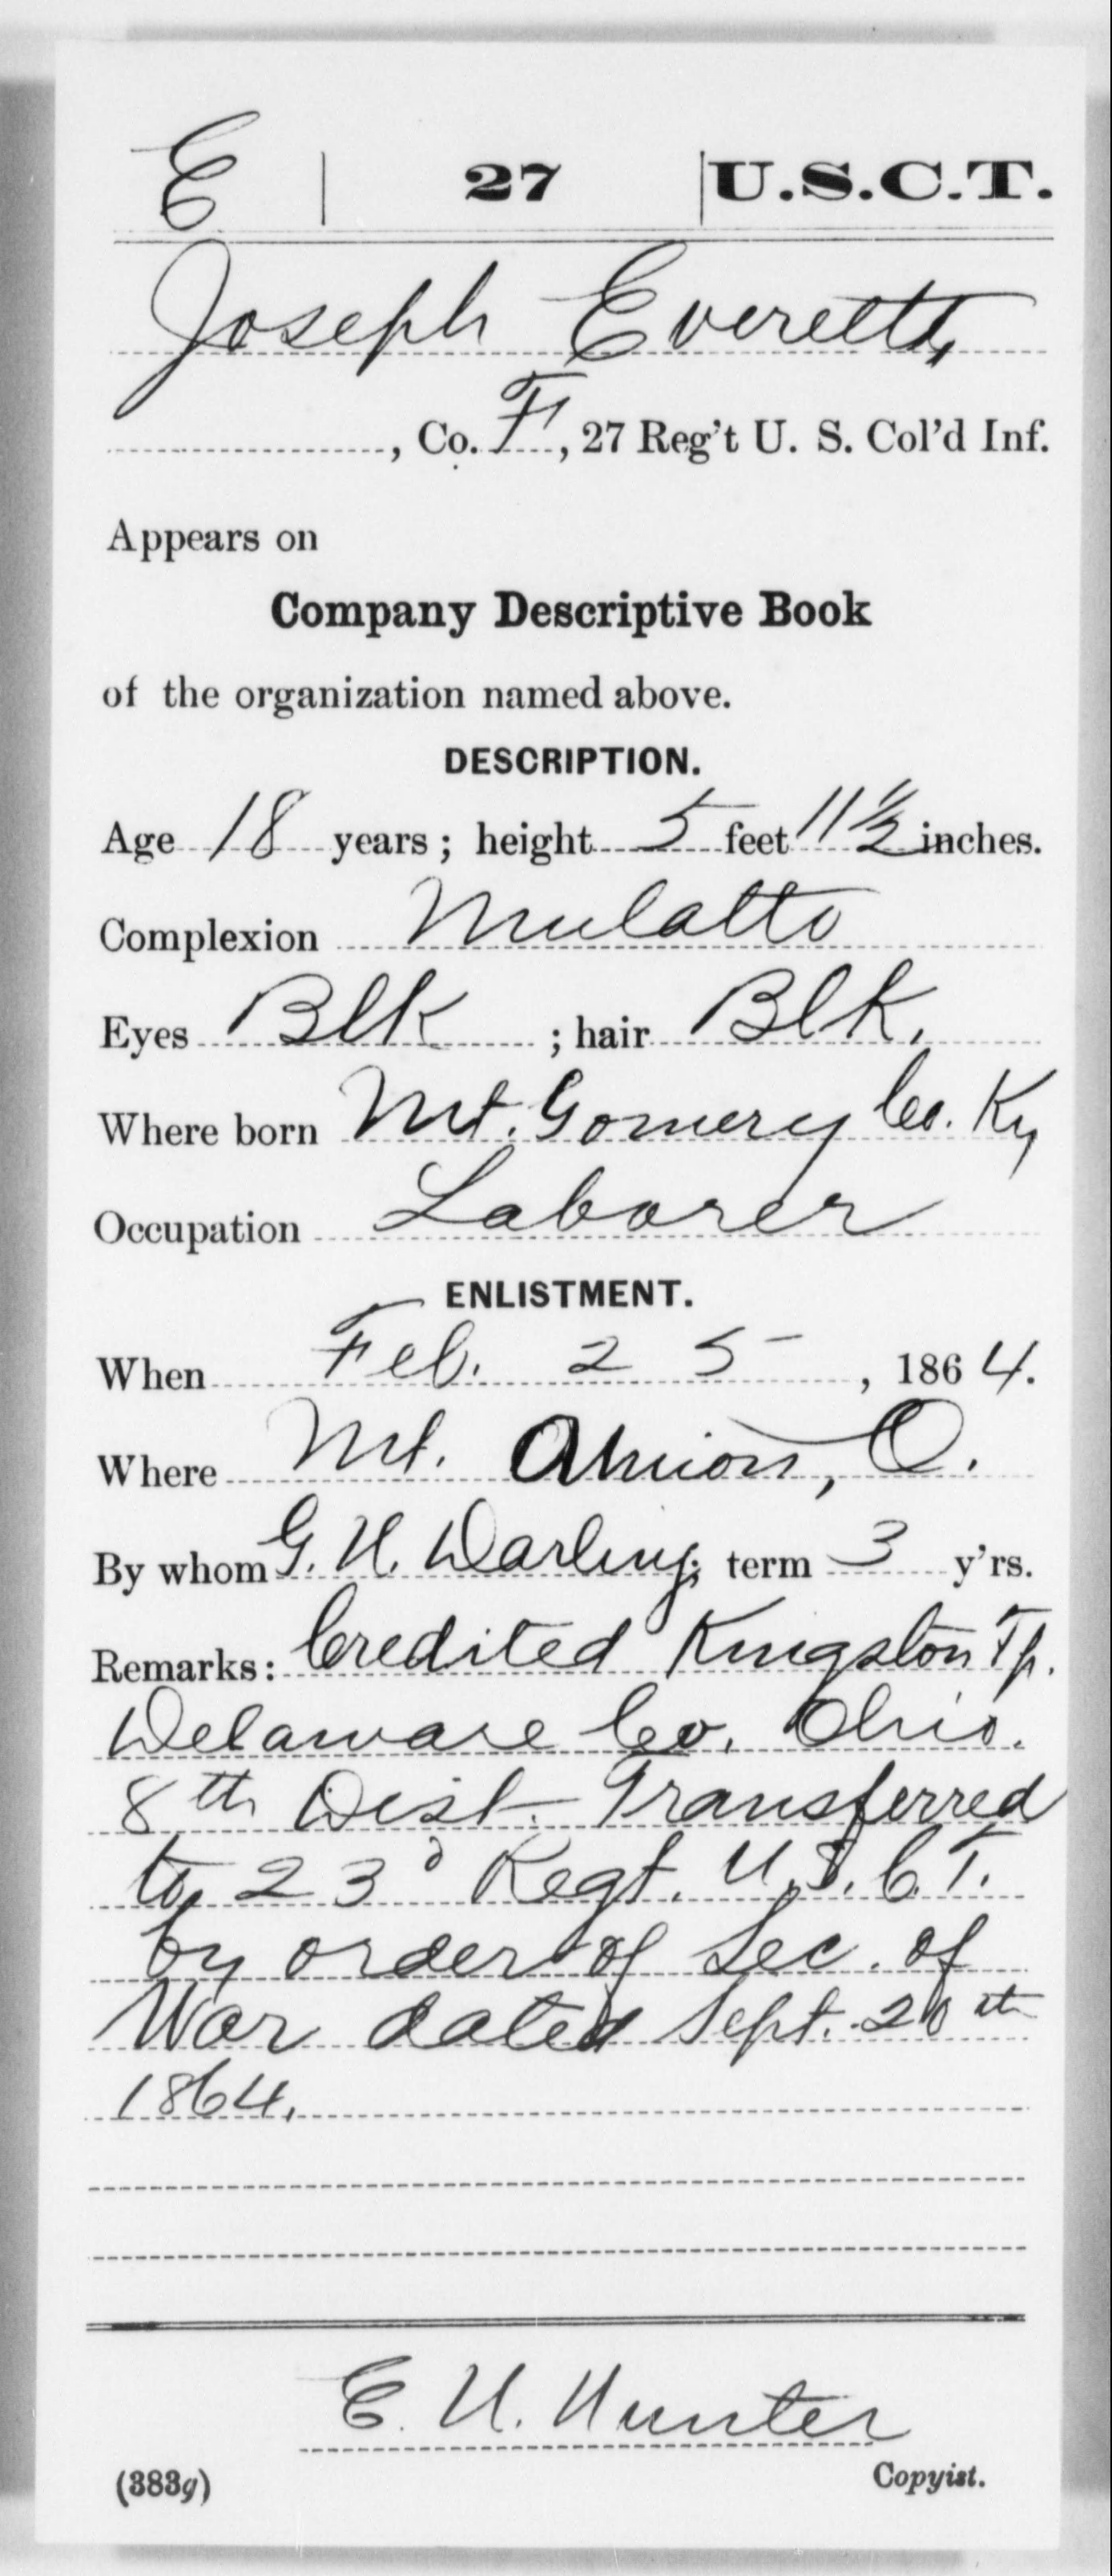 E | 27 | U.S.C.T.
Joseph Everett,
, Co. F, 27 Reg't U. S. Col'd Inf.
Appears on
Company Descriptive Book
of the organization named above.
DESCRIPTION.
Age 18 years; height 5 feet 11 1/2 inches.
Complexion Mulatto
Eyes Blk ; hair Blk.
Where born Mt. Gomery Co. Ky
Occupation Laborer
ENLISTMENT.
When Feb. 25, 1864.
Where Mt. , O.
By whom G. H. Darling; term 3 y'rs.
Remarks: Credited Kingston Tp.
Delaware Co. Ohio.
8th Dist. Transferred
to 23d Regt. U.S.C.T.
by order of Sec. of
War dated Sept.
1864.
E. H. Hunter
(383g) Copyist.